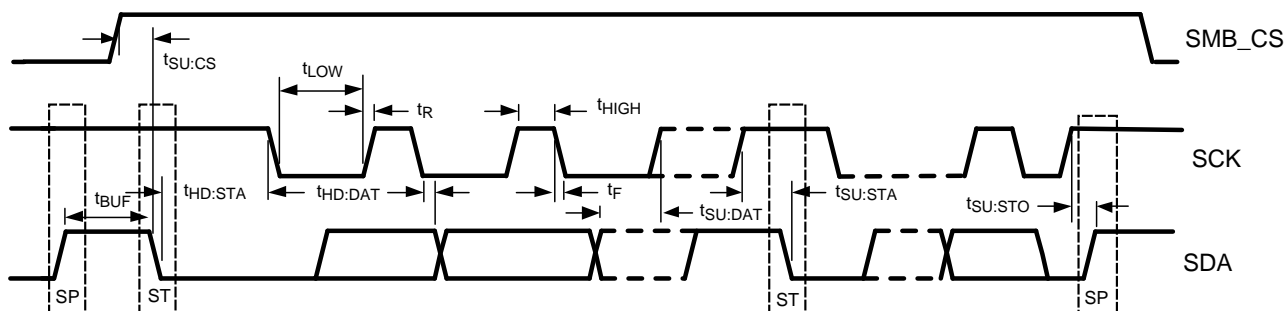 SMB_CS
tSU:CS
tLOW
tR
tHIGH
SCK
tBUF
tHD:STA
tHD:DAT
tF
tSU:DAT
tSU:STA
tSU:STO
SDA
SP
ST
ST
SP